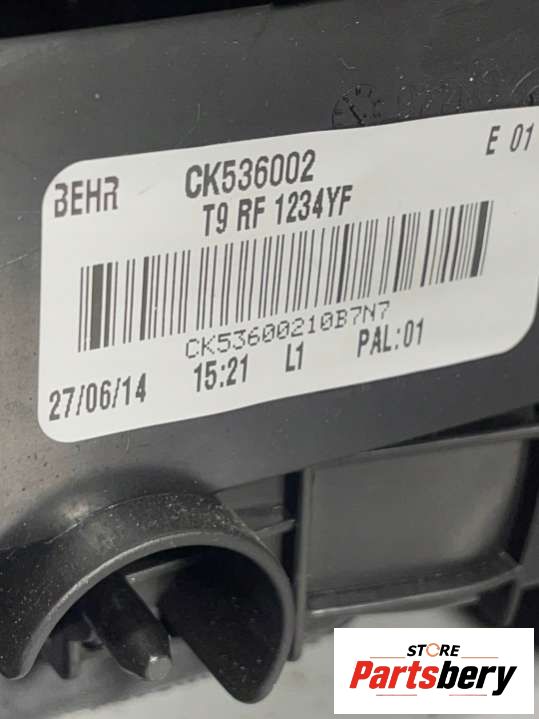 BEHR CK536002 E 01
T9 RF 1234YF
CK53600210B7N7
27/06/14 15:21 L1 PAL:01
STORE
Partsbery